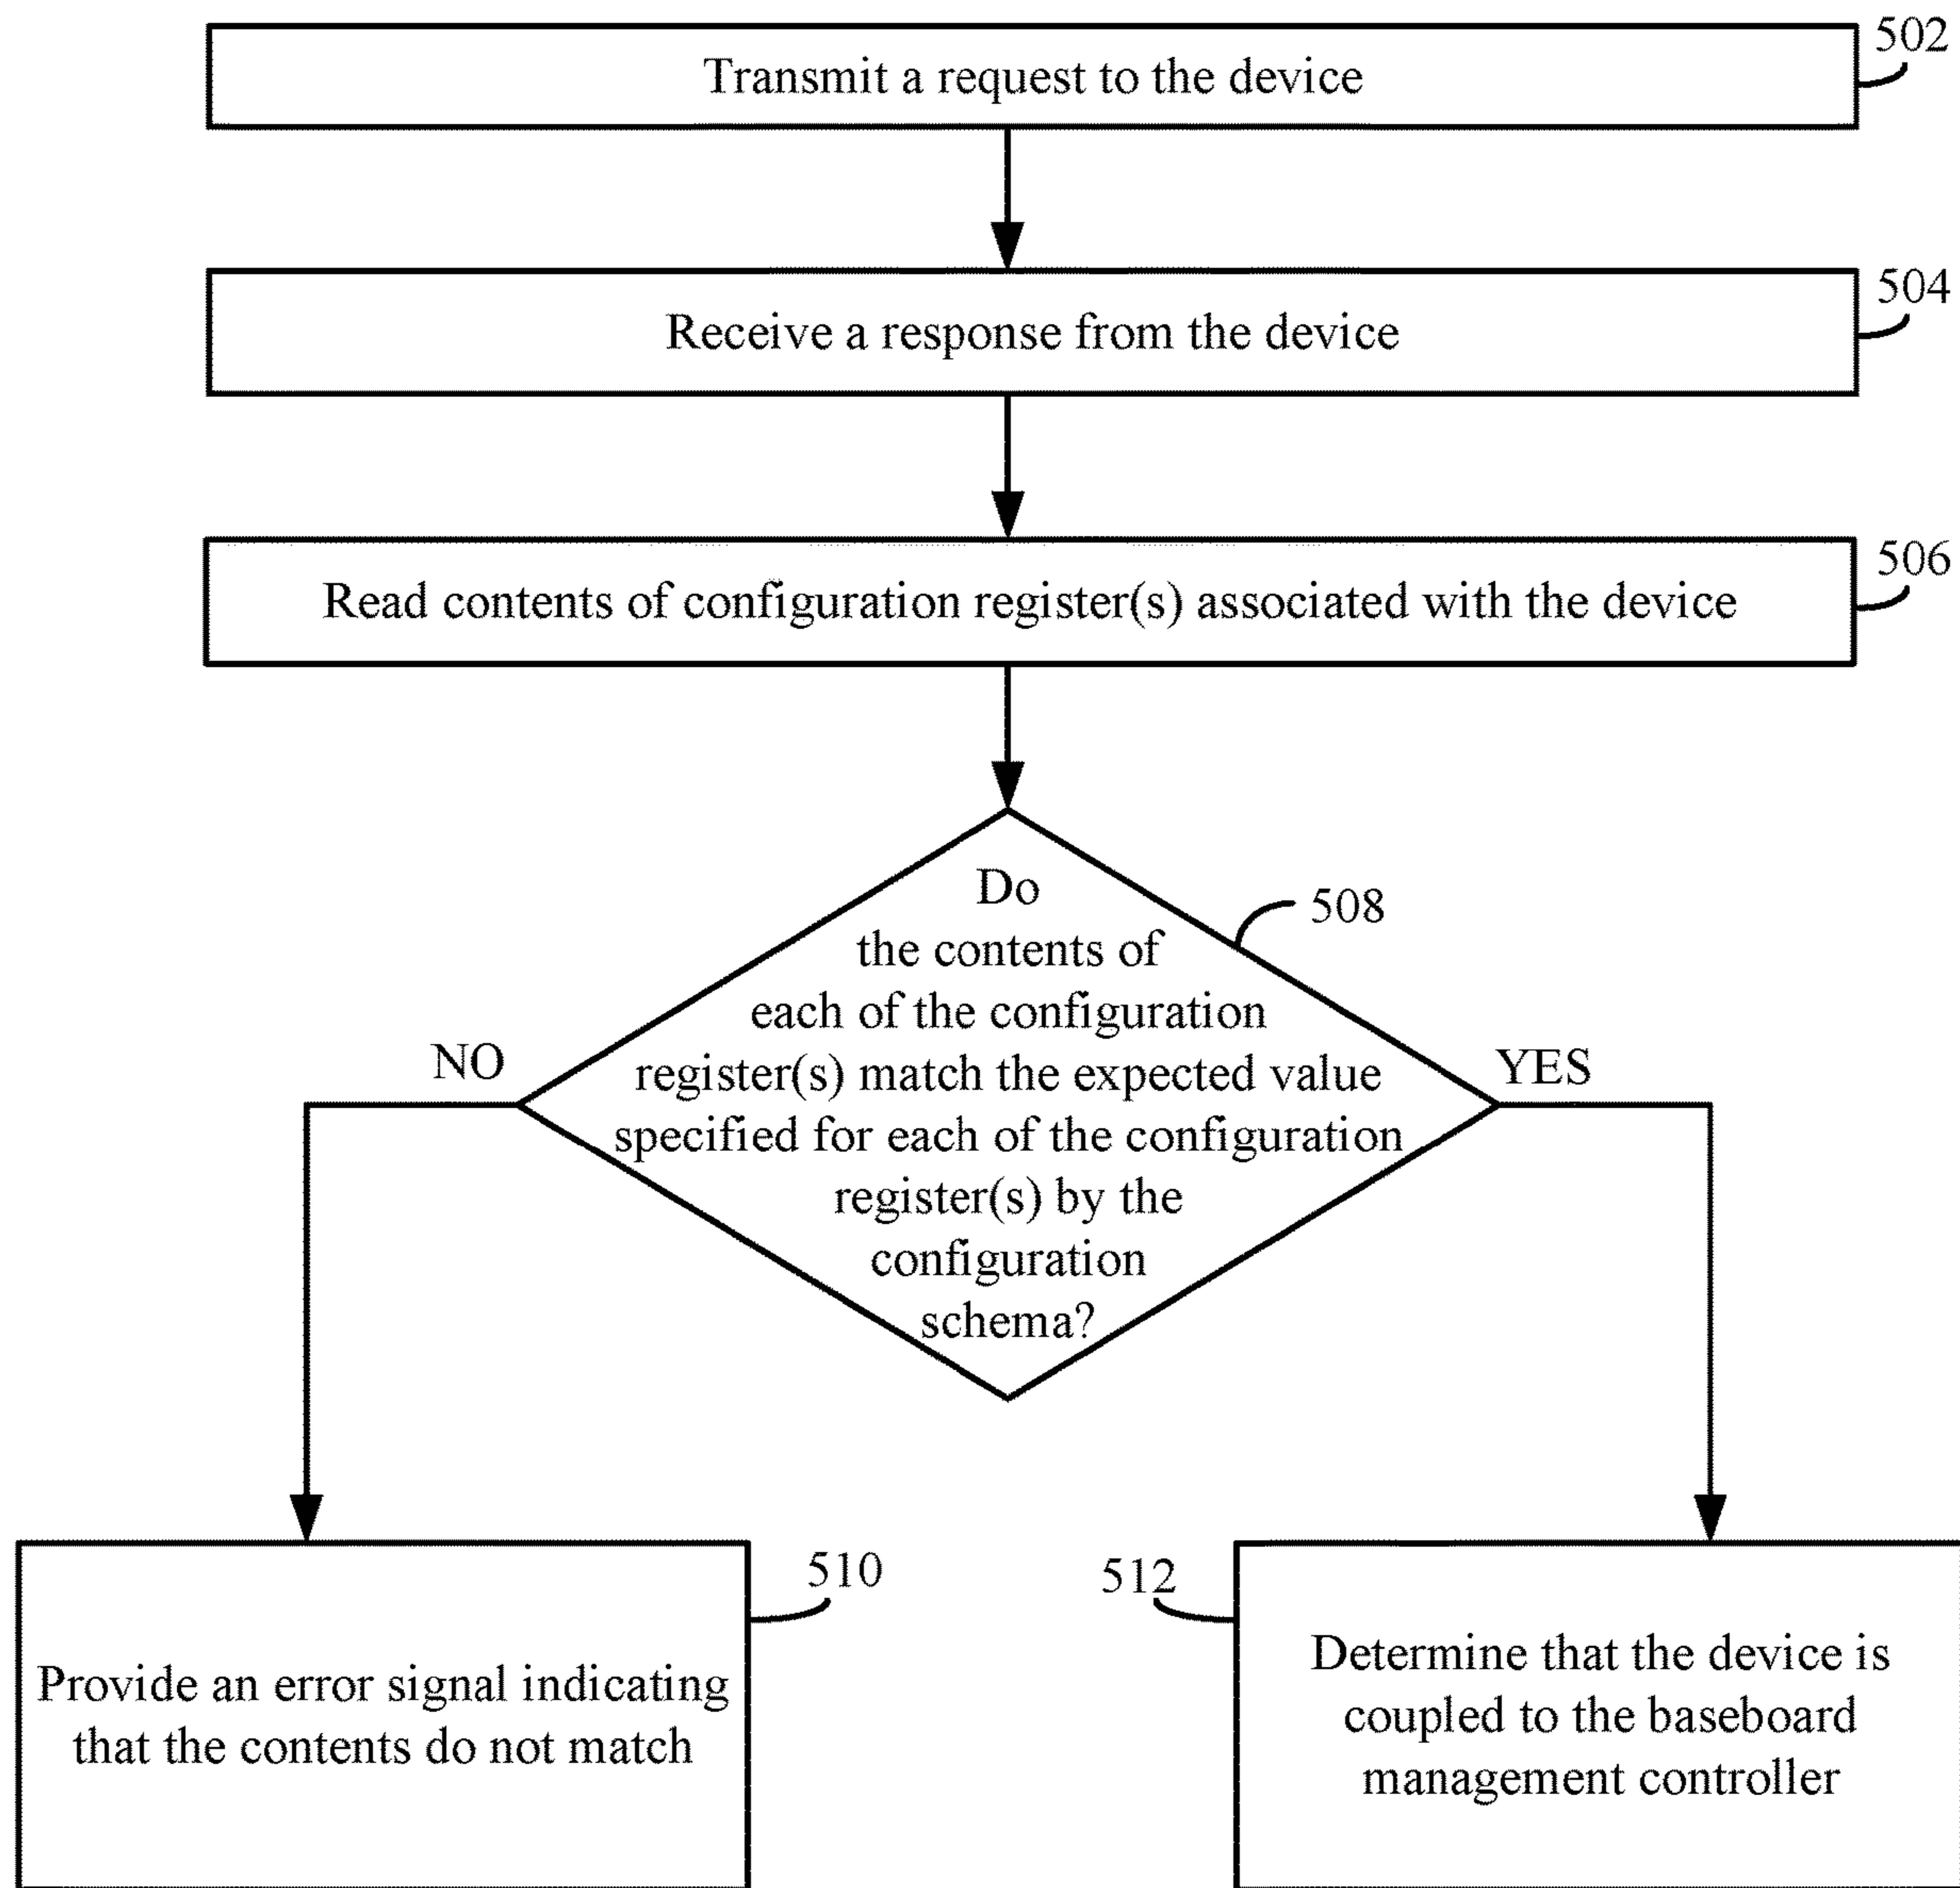 502
Transmit a request to the device
504
Receive a response from the device
506
Read contents of configuration register(s) associated with the device
Do
508
the contents of
each of the configuration
NO
register(s) match the expected value
YES
specified for each of the configuration
register(s) by the
configuration
schema?
510
512
Provide an error signal indicating
that the contents do not match
Determine that the device is
coupled to the baseboard
management controller